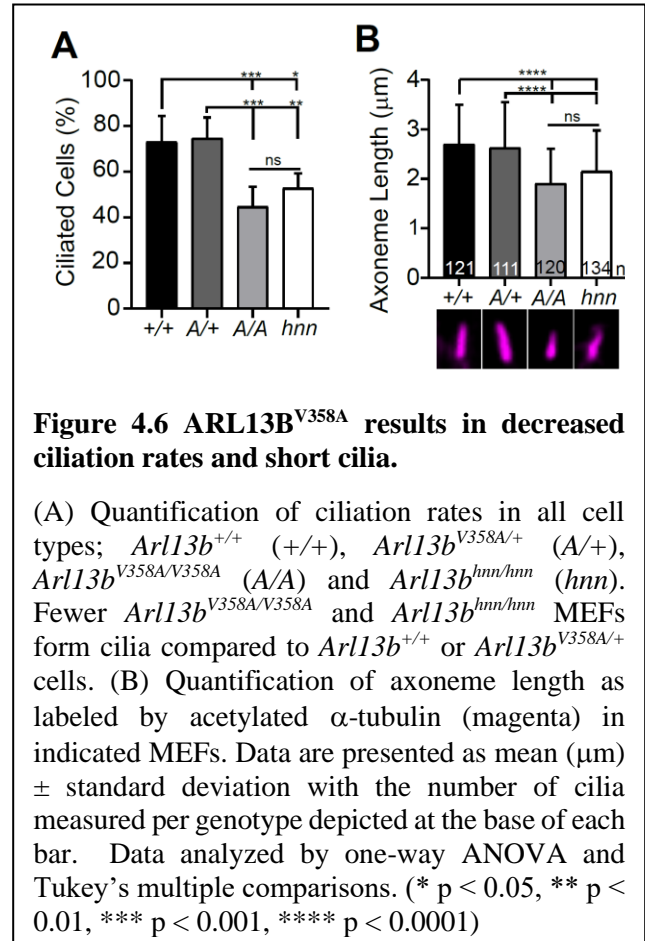 A
B
Ciliated Cells (%)
100
80
60
40
20
0
*** *
*** **
ns
+/+ A/+ A/A hnn
Axoneme Length (μm)
4
3
2
1
0
****
****
ns
121 111 120 134 n
+/+ A/+ A/A hnn
Figure 4.6 ARL13B^V358A results in decreased
ciliation rates and short cilia.
(A) Quantification of ciliation rates in all cell
types; Arl13b^+/+ (+/+), Arl13b^V358A/+ (A/+),
Arl13b^V358A/V358A (A/A) and Arl13b^hnn/hnn (hnn).
Fewer Arl13b^V358A/V358A and Arl13b^hnn/hnn MEFs
form cilia compared to Arl13b^+/+ or Arl13b^V358A/+
cells. (B) Quantification of axoneme length as
labeled by acetylated α-tubulin (magenta) in
indicated MEFs. Data are presented as mean (μm)
± standard deviation with the number of cilia
measured per genotype depicted at the base of each
bar. Data analyzed by one-way ANOVA and
Tukey's multiple comparisons. (* p < 0.05, ** p <
0.01, *** p < 0.001, **** p < 0.0001)